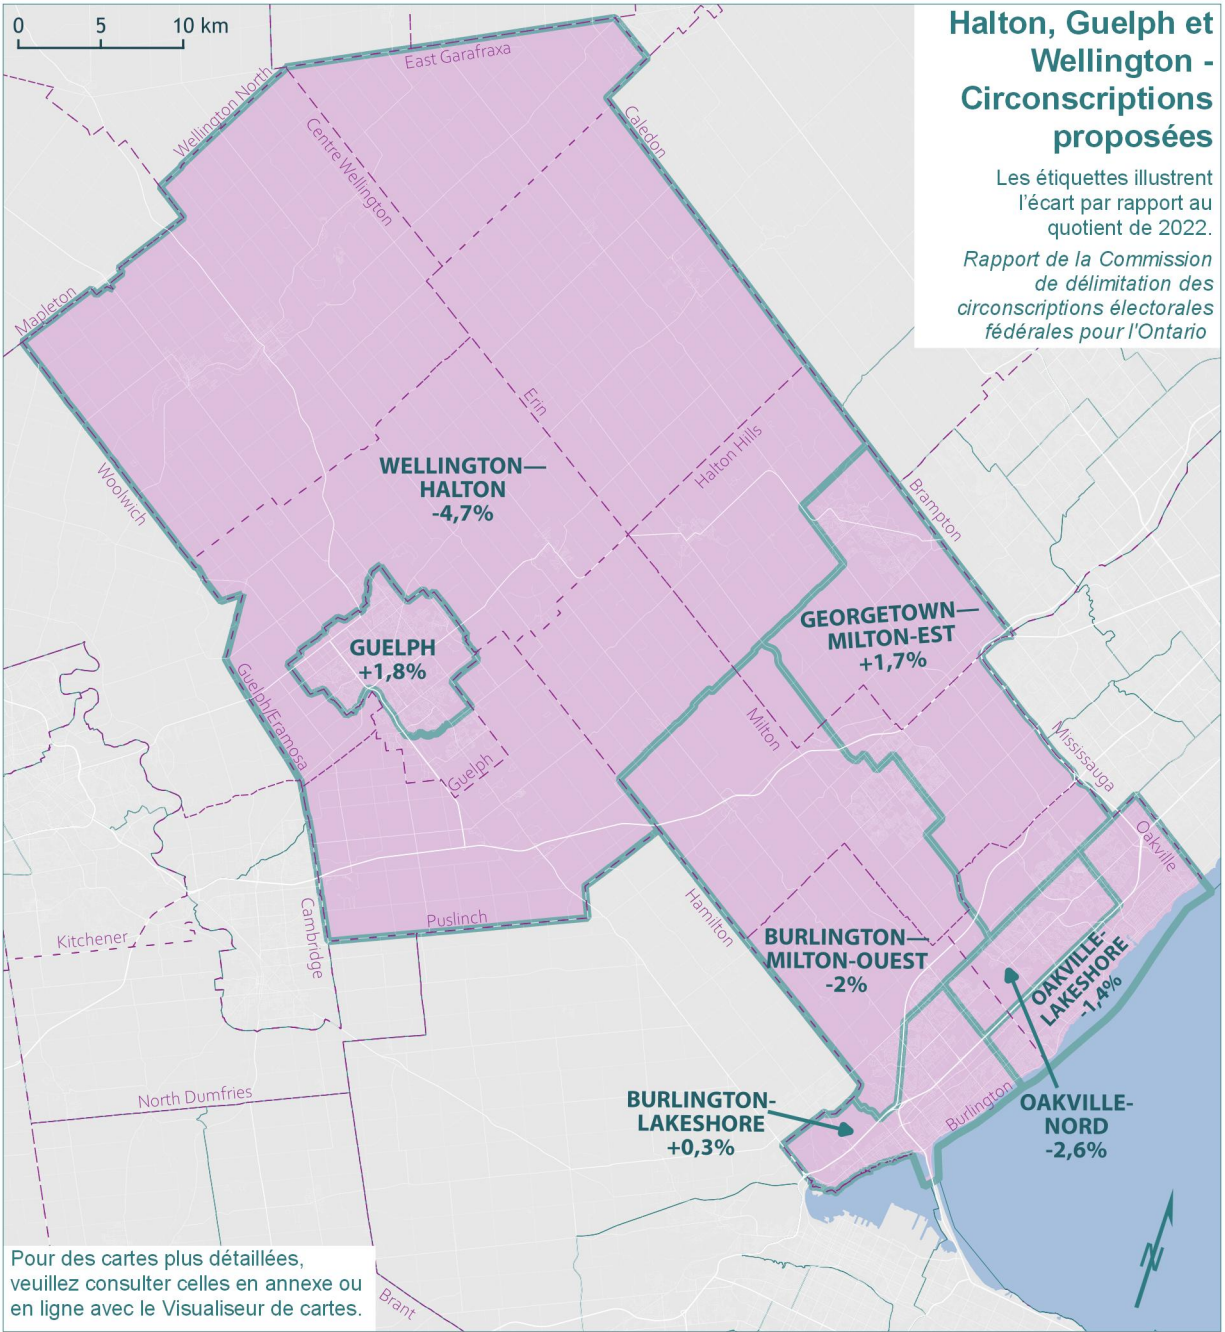 0 5 10 km
Halton, Guelph et
Wellington -
Circonscriptions
proposées
Les étiquettes illustrent
l'écart par rapport au
quotient de 2022.
Rapport de la Commission
de délimitation des
circonscriptions électorales
fédérales pour l'Ontario
East Garafraxa
Wellington North
Centre Wellington
Caledon
Mapleton
Erin
Halton Hills
Woolwich
WELLINGTON—
HALTON
-4,7%
Brampton
GEORGETOWN—
MILTON-EST
+1,7%
GUELPH
+1,8%
Guelph/Eramosa
Milton
Mississauga
Guelph
Oakville
Puslinch
Hamilton
Cambridge
Kitchener
BURLINGTON—
MILTON-OUEST
-2%
OAKVILLE-
LAKESHORE
-1,4%
North Dumfries
BURLINGTON-
LAKESHORE
+0,3%
Burlington
OAKVILLE-
NORD
-2,6%
N
Pour des cartes plus détaillées,
veuillez consulter celles en annexe ou
en ligne avec le Visualiseur de cartes.
Brant